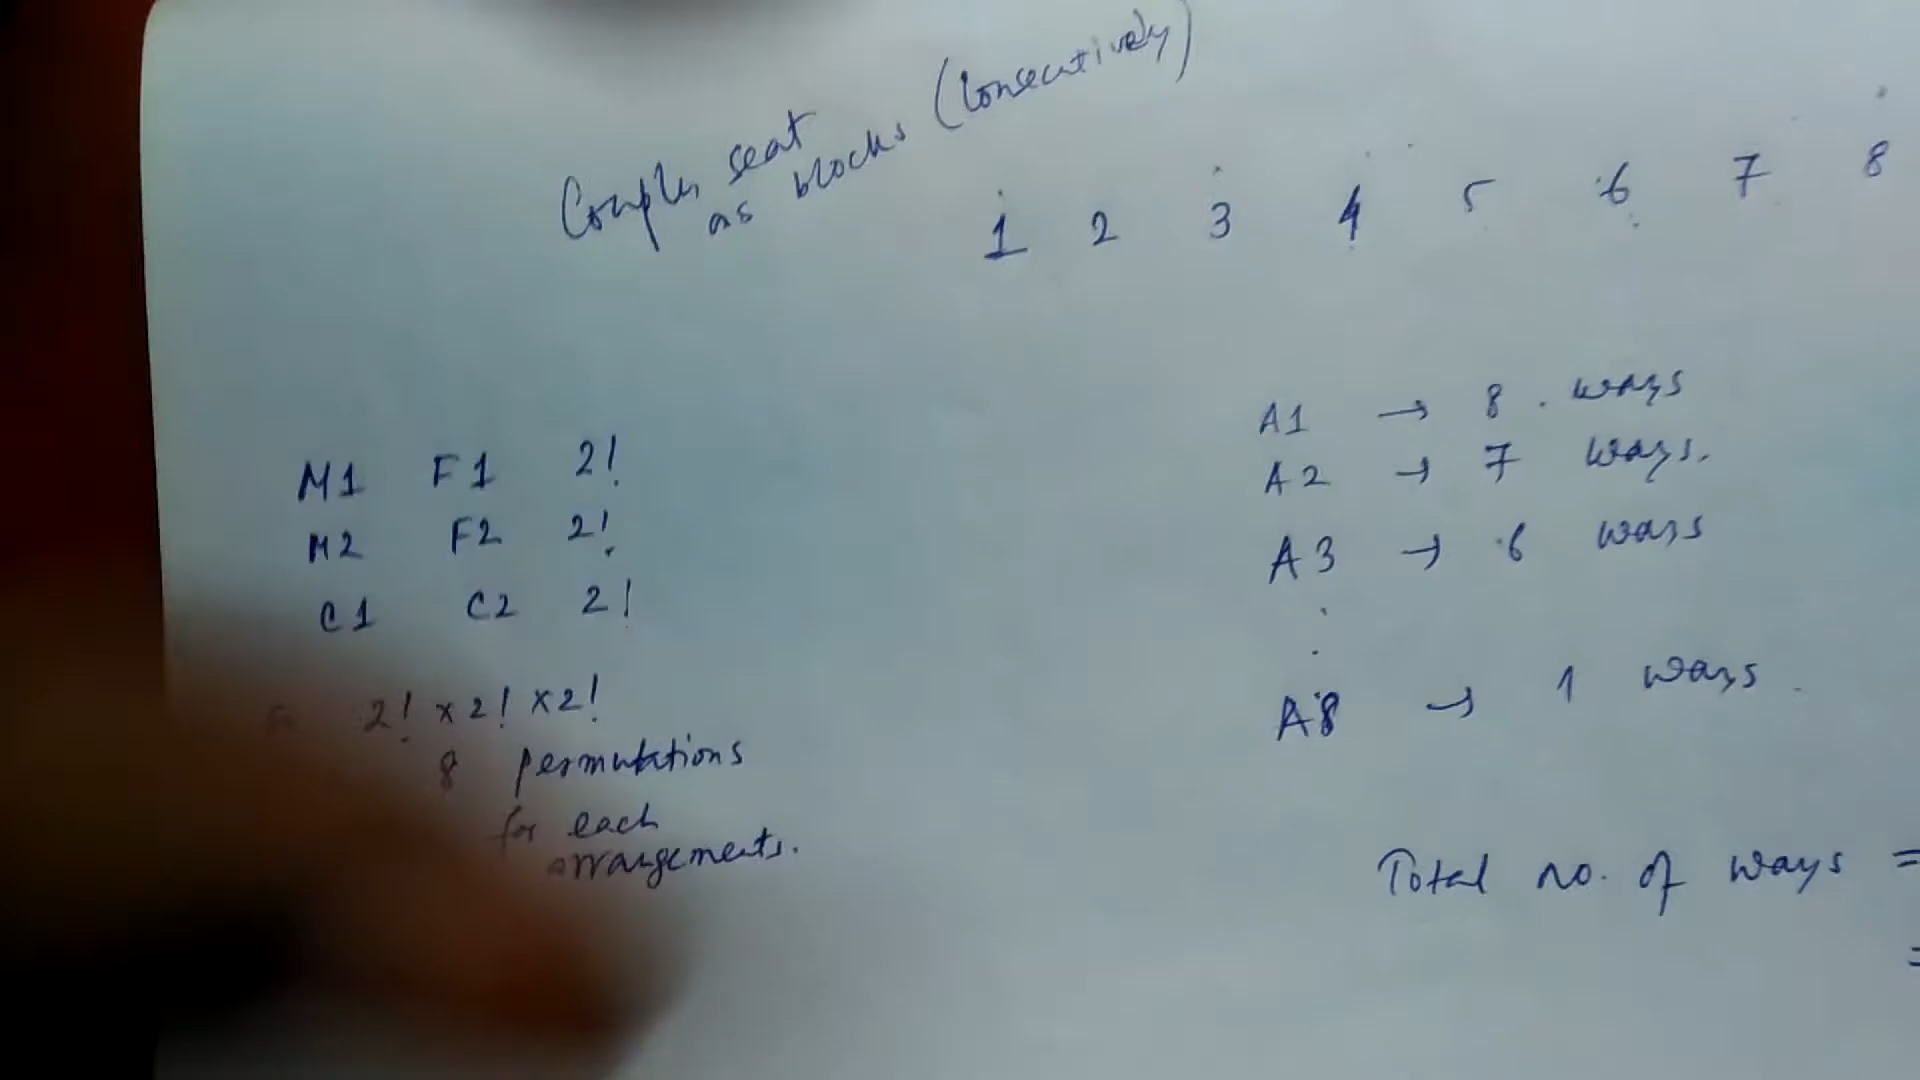 Couples seat
as blocks (Consecutively)
1 2 3 4 5 6 7 8
M1 F1 2!
M2 F2 2!
C1 C2 2!
2! x 2! x 2!
8 permutations
for each
arrangements.
A1 → 8 ways
A2 → 7 ways.
A3 → 6 ways
.
.
A8 → 1 ways.
Total no. of ways =
=